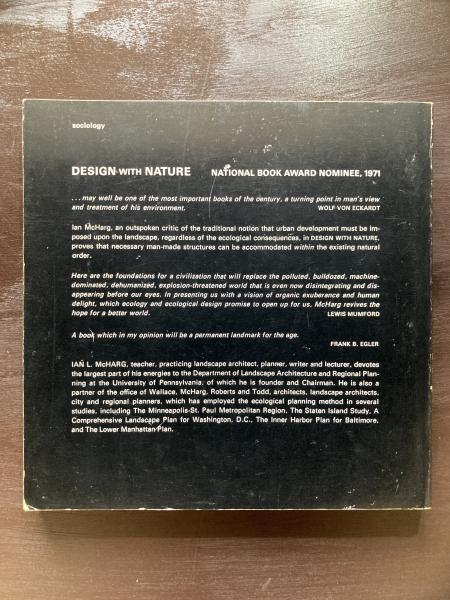 sociology
DESIGN WITH NATURE NATIONAL BOOK AWARD NOMINEE, 1971
. . . may well be one of the most important books of the century, a turning point in man's view
and treatment of his environment. WOLF VON ECKARDT
Ian McHarg, an outspoken critic of the traditional notion that urban development must be im-
posed upon the landscape, regardless of the ecological consequences, in DESIGN WITH NATURE,
proves that necessary man-made structures can be accommodated within the existing natural
order.
Here are the foundations for a civilization that will replace the polluted, bulldozed, machine-
dominated, dehumanized, explosion-threatened world that is even now disintegrating and dis-
appearing before our eyes. In presenting us with a vision of organic exuberance and human
delight, which ecology and ecological design promise to open up for us, McHarg revives the
hope for a better world. LEWIS MUMFORD
A book which in my opinion will be a permanent landmark for the age.
FRANK B. EGLER
IAN L. McHARG, teacher, practicing landscape architect, planner, writer and lecturer, devotes
the largest part of his energies to the Department of Landscape Architecture and Regional Plan-
ning at the University of Pennsylvania, of which he is founder and Chairman. He is also a
partner of the office of Wallace, McHarg, Roberts and Todd, architects, landscape architects,
city and regional planners, which has employed the ecological planning method in several
studies, including The Minneapolis-St. Paul Metropolitan Region, The Staten Island Study, A
Comprehensive Landscape Plan for Washington, D.C., The Inner Harbor Plan for Baltimore,
and The Lower Manhattan Plan.